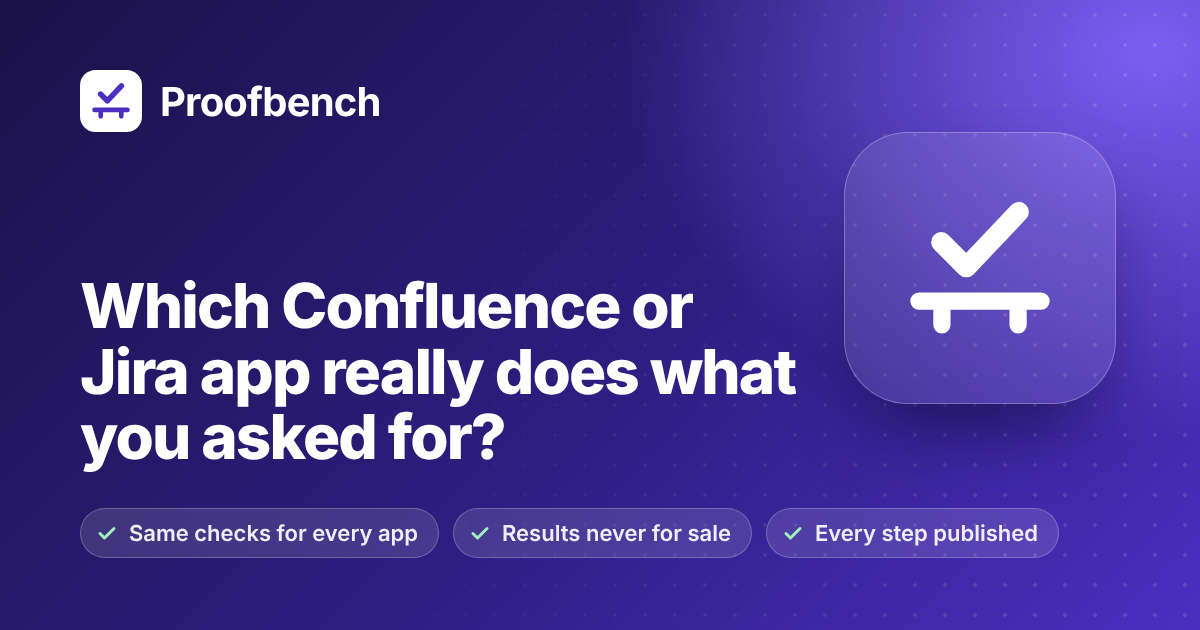 Proofbench
Which Confluence or
Jira app really does what
you asked for?
Same checks for every app
Results never for sale
Every step published